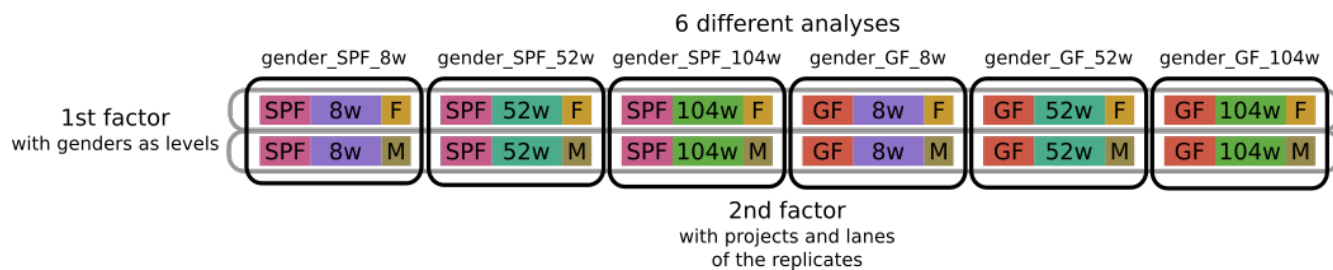 6 different analyses
gender_SPF_8w gender_SPF_52w gender_SPF_104w gender_GF_8w gender_GF_52w gender_GF_104w
1st factor
with genders as levels
SPF 8w F SPF 52w F SPF 104w F GF 8w F GF 52w F GF 104w F
SPF 8w M SPF 52w M SPF 104w M GF 8w M GF 52w M GF 104w M
2nd factor
with projects and lanes
of the replicates